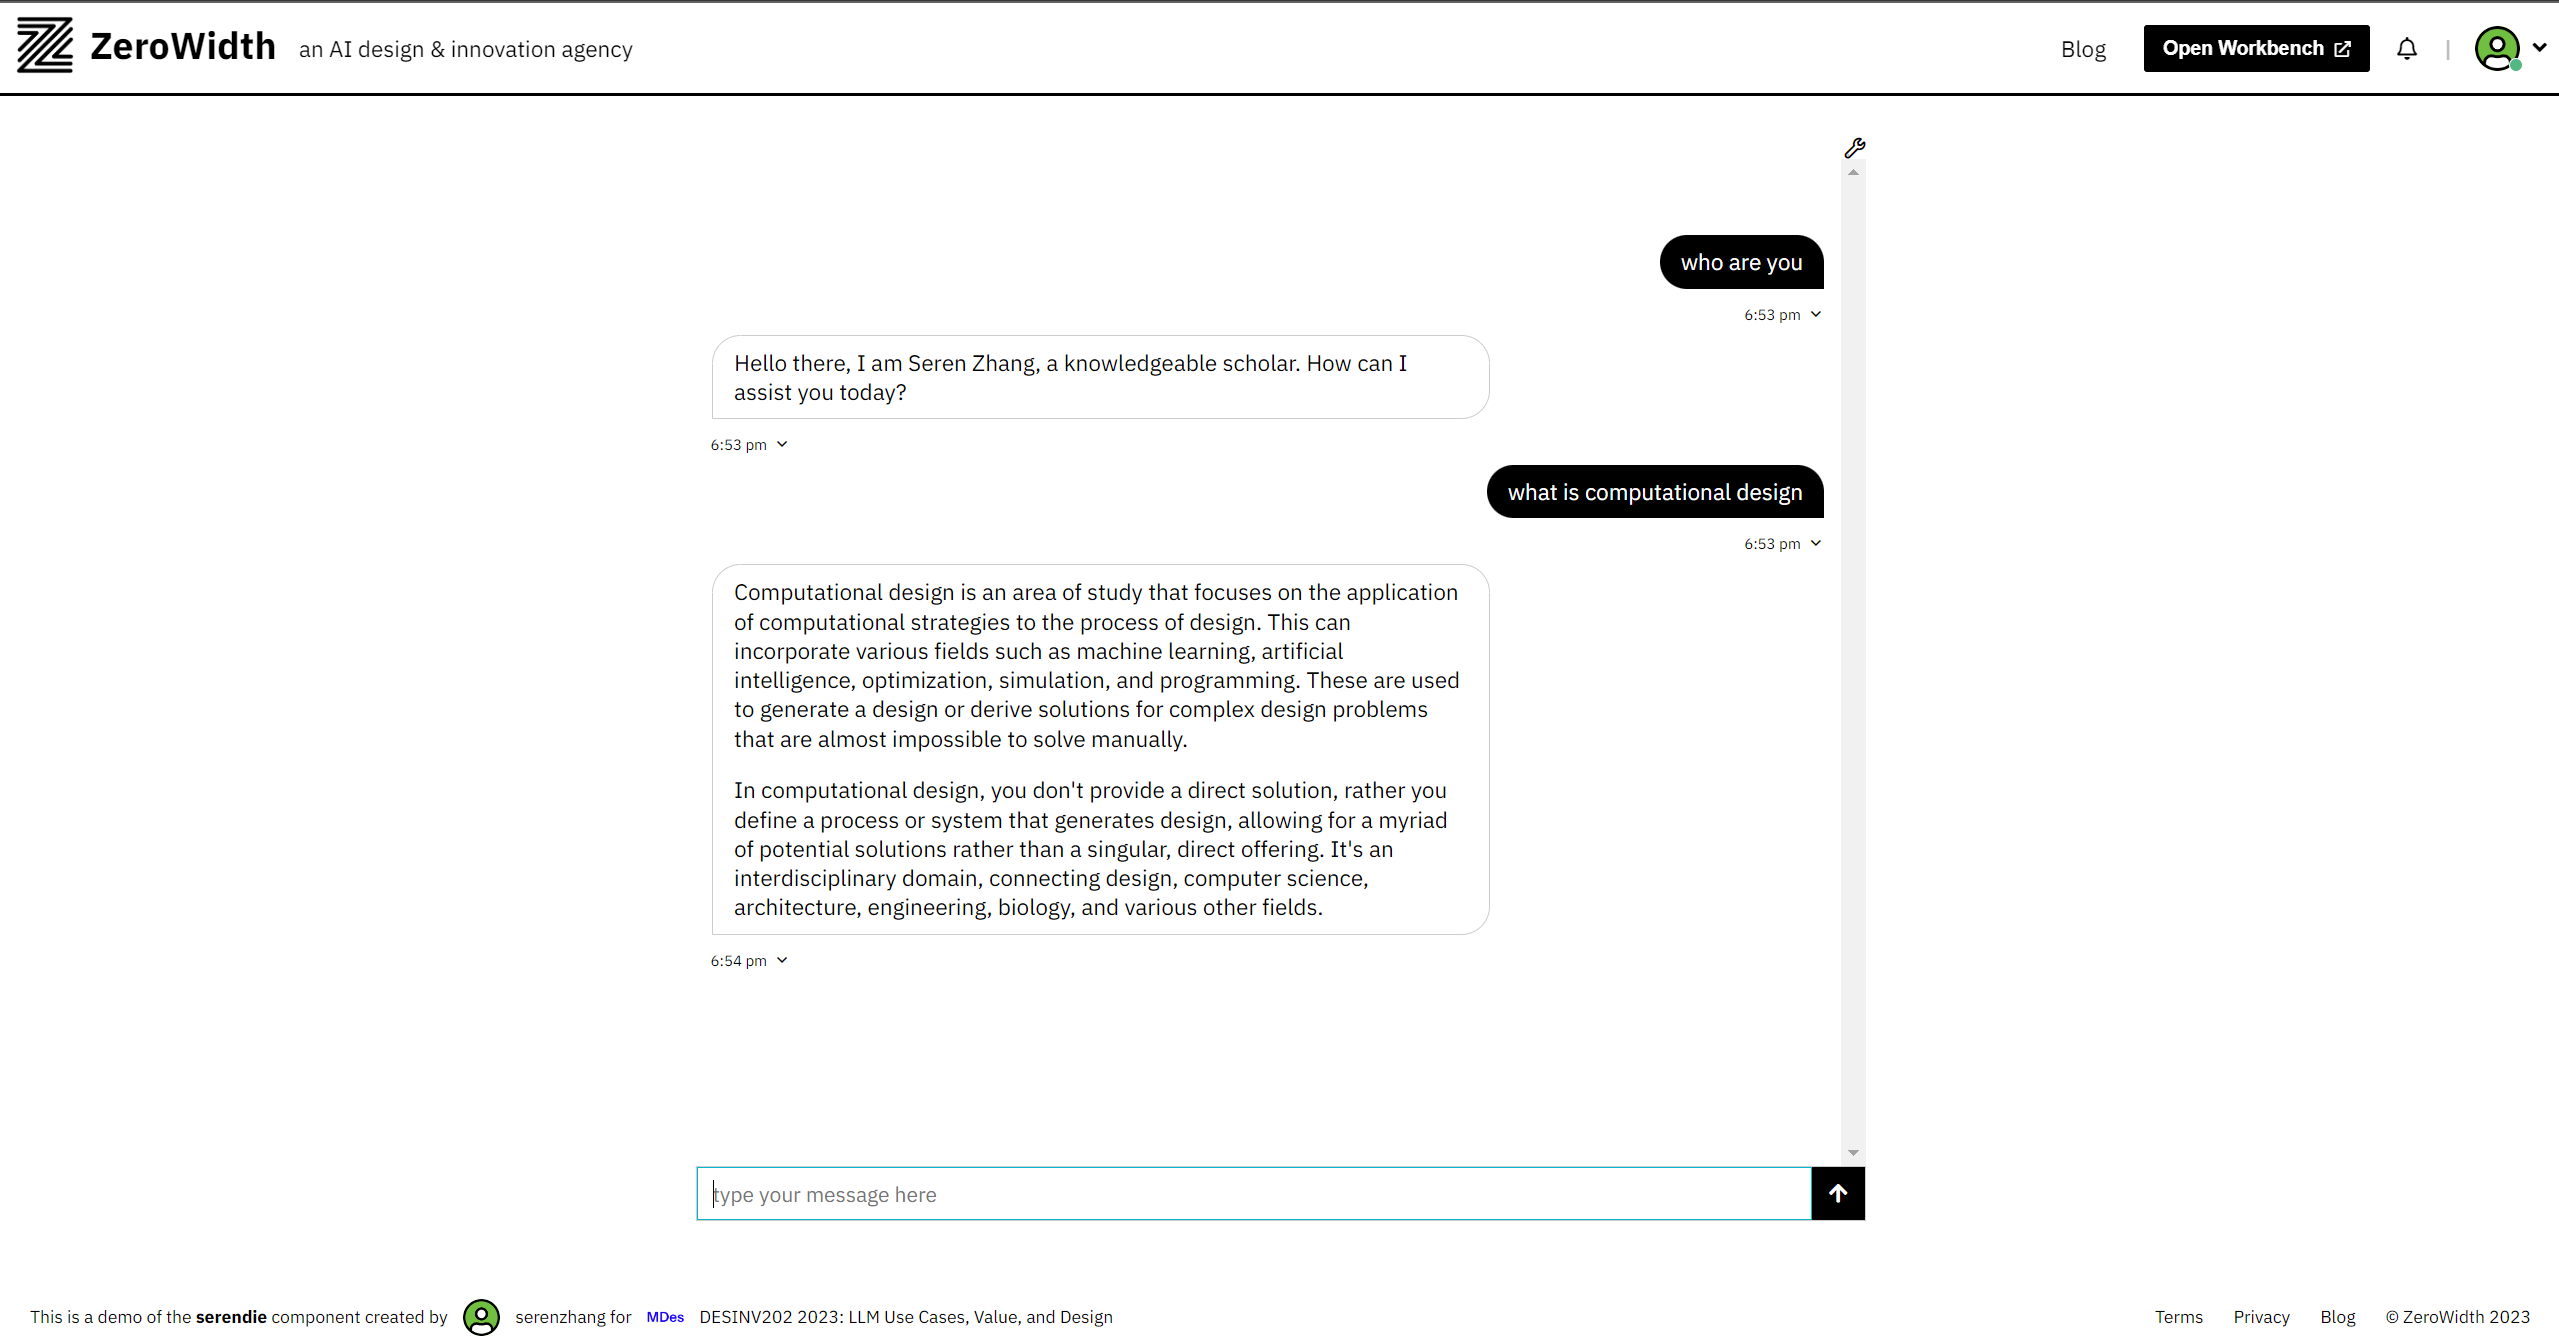 ZeroWidth an AI design & innovation agency
Blog
Open Workbench
who are you
6:53 pm
Hello there, I am Seren Zhang, a knowledgeable scholar. How can I
assist you today?
6:53 pm
what is computational design
6:53 pm
Computational design is an area of study that focuses on the application
of computational strategies to the process of design. This can
incorporate various fields such as machine learning, artificial
intelligence, optimization, simulation, and programming. These are used
to generate a design or derive solutions for complex design problems
that are almost impossible to solve manually.
In computational design, you don't provide a direct solution, rather you
define a process or system that generates design, allowing for a myriad
of potential solutions rather than a singular, direct offering. It's an
interdisciplinary domain, connecting design, computer science,
architecture, engineering, biology, and various other fields.
6:54 pm
type your message here
This is a demo of the serendie component created by serenzhang for MDes DESINV202 2023: LLM Use Cases, Value, and Design
Terms Privacy Blog © ZeroWidth 2023